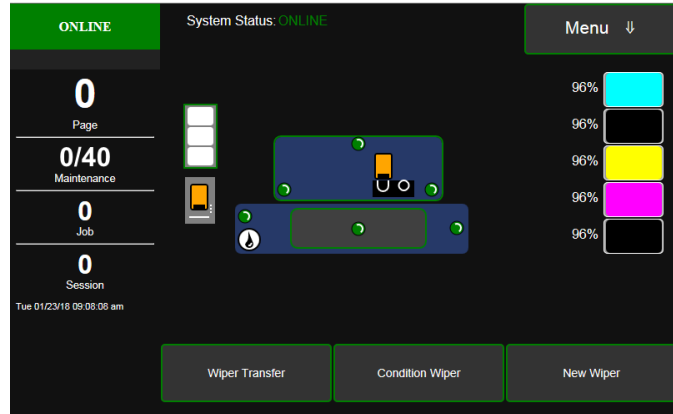 ONLINE
System Status: ONLINE
Menu ⇓
0
Page
0/40
Maintenance
0
Job
0
Session
Tue 01/23/18 09:08:06 am
96%
96%
96%
96%
96%
Wiper Transfer
Condition Wiper
New Wiper